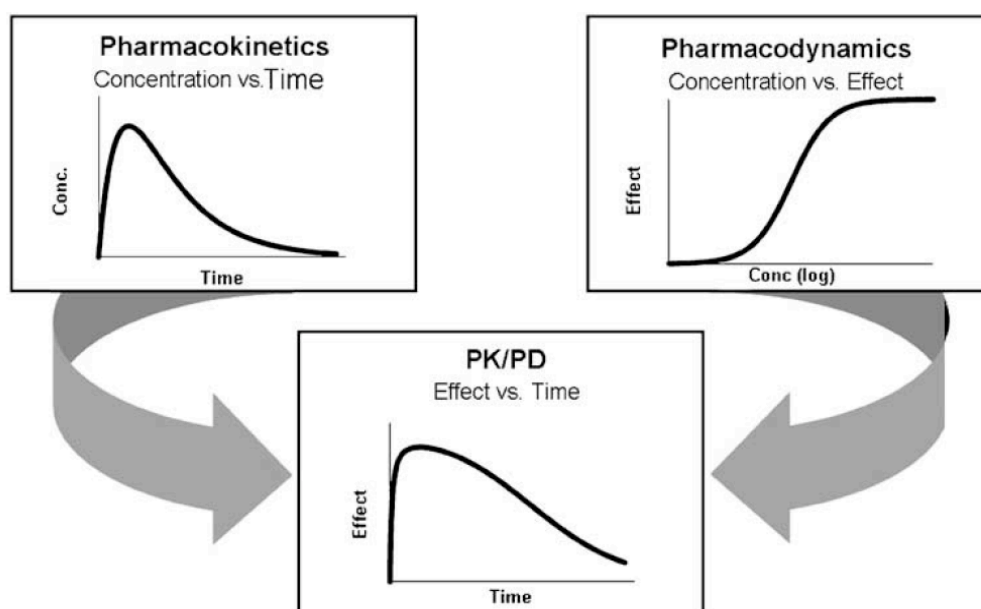 Pharmacokinetics
Concentration vs.Time
Conc.
Time
Pharmacodynamics
Concentration vs. Effect
Effect
Conc (log)
PK/PD
Effect vs. Time
Effect
Time